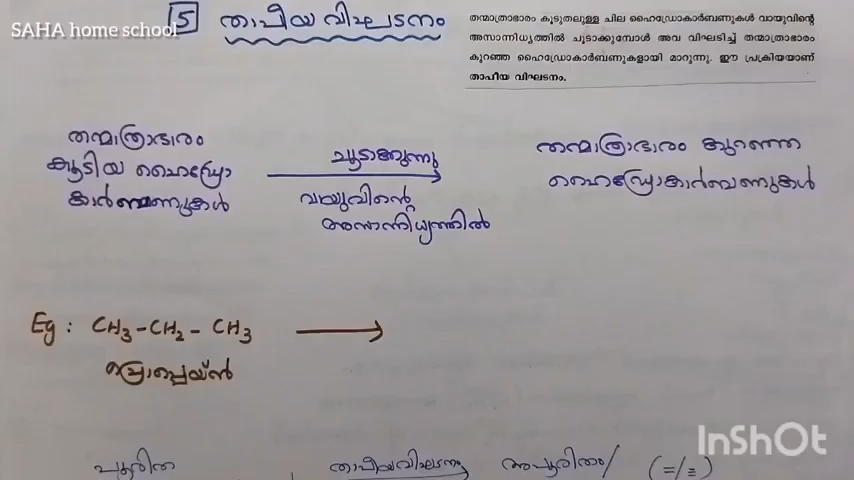 SAHA home school
5 താപീയ വിഘടനം
തന്മാത്രാഭാരം കൂടുതലുള്ള ചില ഹൈഡ്രോകാർബണുകൾ വായുവിന്റെ
അസാന്നിധ്യത്തിൽ ചൂടാക്കുമ്പോൾ അവ വിഘടിച്ച് തന്മാത്രാഭാരം
കുറഞ്ഞ ഹൈഡ്രോകാർബണുകളായി മാറുന്നു. ഈ പ്രക്രിയയാണ്
താപീയ വിഘടനം.
തന്മാത്രാഭാരം
കൂടിയ ഹൈഡ്രോ
കാർബണുകൾ
ചൂടാക്കുന്നു
വായുവിന്റെ
അസാന്നിധ്യത്തിൽ
തന്മാത്രാഭാരം കുറഞ്ഞ
ഹൈഡ്രോകാർബണുകൾ
Eg : CH₃-CH₂-CH₃ →
പ്രൊപ്പെയ്ൻ
InShOt
പൂരിത താപീയവിഘടനം അപൂരിതം/ (=/≡)